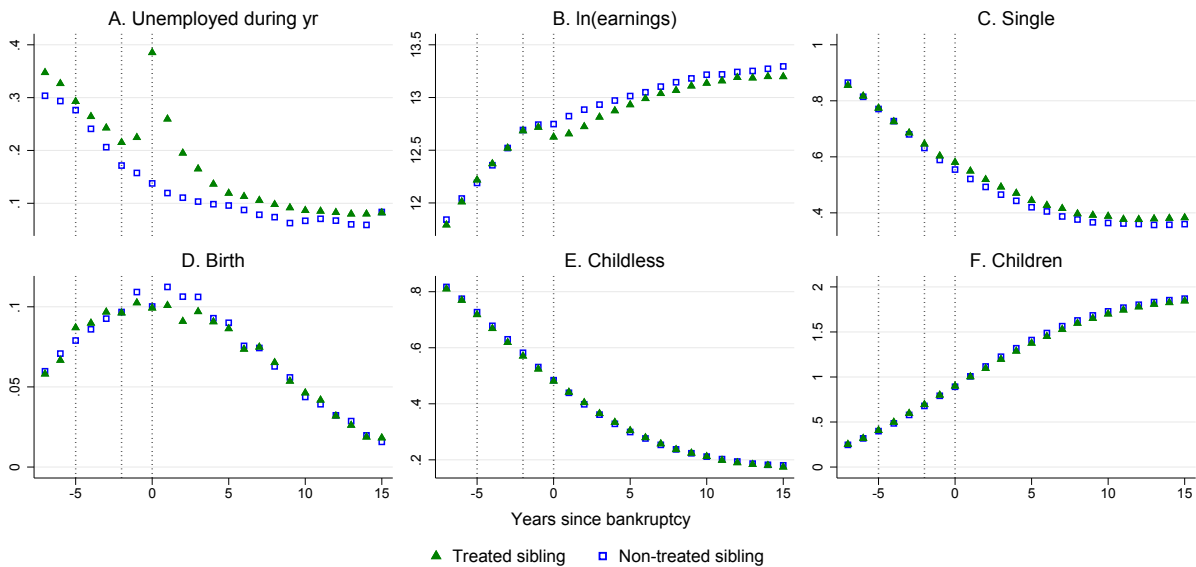 A. Unemployed during yr
B. ln(earnings)
C. Single
.4
.3
.2
.1
13.5
13
12.5
12
1
.8
.6
.4
D. Birth
E. Childless
F. Children
.1
.05
0
.8
.6
.4
.2
2
1.5
1
.5
0
-5 0 5 10 15
-5 0 5 10 15
-5 0 5 10 15
Years since bankruptcy
Treated sibling
Non-treated sibling